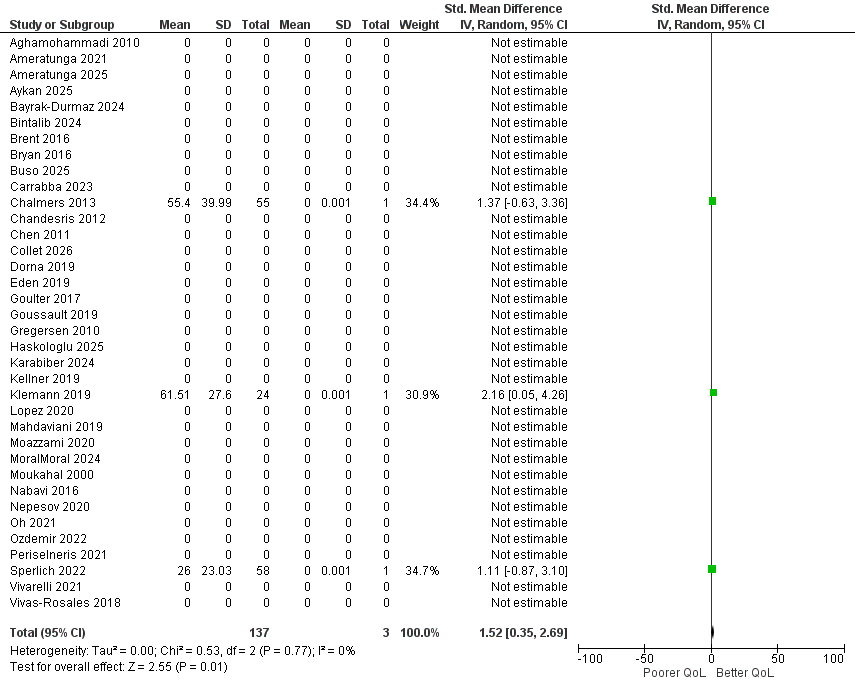 Std. Mean Difference Std. Mean Difference
Study or Subgroup Mean SD Total Mean SD Total Weight IV, Random, 95% CI IV, Random, 95% CI
Aghamohammadi 2010 0 0 0 0 0 0 Not estimable
Ameratunga 2021 0 0 0 0 0 0 Not estimable
Ameratunga 2025 0 0 0 0 0 0 Not estimable
Aykan 2025 0 0 0 0 0 0 Not estimable
Bayrak-Durmaz 2024 0 0 0 0 0 0 Not estimable
Bintalib 2024 0 0 0 0 0 0 Not estimable
Brent 2016 0 0 0 0 0 0 Not estimable
Bryan 2016 0 0 0 0 0 0 Not estimable
Buso 2025 0 0 0 0 0 0 Not estimable
Carrabba 2023 0 0 0 0 0 0 Not estimable
Chalmers 2013 55.4 39.99 55 0 0.001 1 34.4% 1.37 [-0.63, 3.36]
Chandesris 2012 0 0 0 0 0 0 Not estimable
Chen 2011 0 0 0 0 0 0 Not estimable
Collet 2026 0 0 0 0 0 0 Not estimable
Dorna 2019 0 0 0 0 0 0 Not estimable
Eden 2019 0 0 0 0 0 0 Not estimable
Goulter 2017 0 0 0 0 0 0 Not estimable
Goussault 2019 0 0 0 0 0 0 Not estimable
Gregersen 2010 0 0 0 0 0 0 Not estimable
Haskologlu 2025 0 0 0 0 0 0 Not estimable
Karabiber 2024 0 0 0 0 0 0 Not estimable
Kellner 2019 0 0 0 0 0 0 Not estimable
Klemann 2019 61.51 27.6 24 0 0.001 1 30.9% 2.16 [0.05, 4.26]
Lopez 2020 0 0 0 0 0 0 Not estimable
Mahdaviani 2019 0 0 0 0 0 0 Not estimable
Moazzami 2020 0 0 0 0 0 0 Not estimable
MoralMoral 2024 0 0 0 0 0 0 Not estimable
Moukahal 2000 0 0 0 0 0 0 Not estimable
Nabavi 2016 0 0 0 0 0 0 Not estimable
Nepesov 2020 0 0 0 0 0 0 Not estimable
Oh 2021 0 0 0 0 0 0 Not estimable
Ozdemir 2022 0 0 0 0 0 0 Not estimable
Periselneris 2021 0 0 0 0 0 0 Not estimable
Sperlich 2022 26 23.03 58 0 0.001 1 34.7% 1.11 [-0.87, 3.10]
Vivarelli 2021 0 0 0 0 0 0 Not estimable
Vivas-Rosales 2018 0 0 0 0 0 0 Not estimable
Total (95% CI) 137 3 100.0% 1.52 [0.35, 2.69]
Heterogeneity: Tau² = 0.00; Chi² = 0.53, df = 2 (P = 0.77); I² = 0%
Test for overall effect: Z = 2.55 (P = 0.01)
-100 -50 0 50 100
Poorer QoL Better QoL